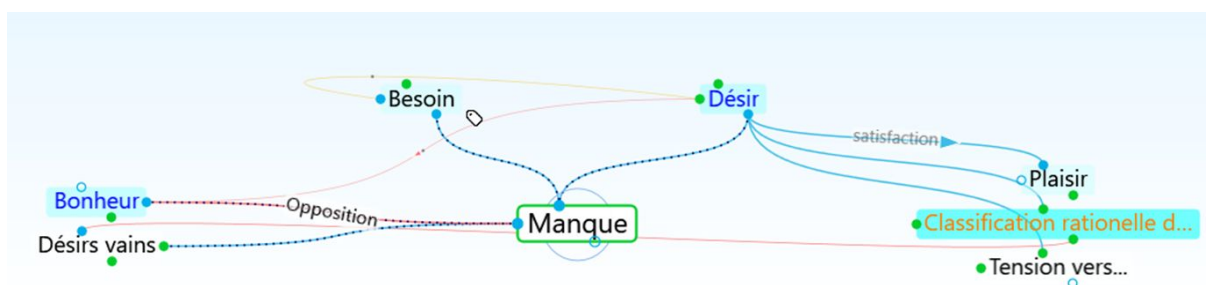 Besoin
Désir
satisfaction
Plaisir
Bonheur
Opposition
Manque
Classification rationelle d...
Désirs vains
Tension vers...